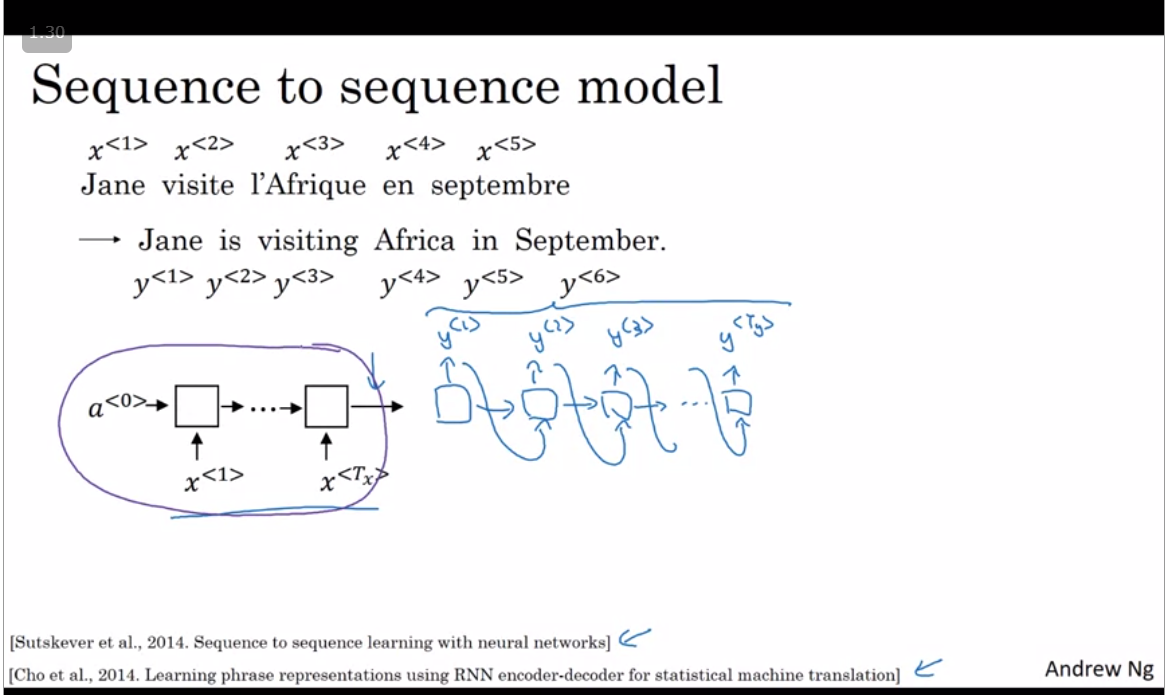 1.30
Sequence to sequence model
x<1> x<2> x<3> x<4> x<5>
Jane visite l'Afrique en septembre
→ Jane is visiting Africa in September.
y<1> y<2> y<3> y<4> y<5> y<6>
y<1> y<2> y<3> y<Ty>
a<0> → → ... → →
...
x<1> x<Tx>
[Sutskever et al., 2014. Sequence to sequence learning with neural networks]
[Cho et al., 2014. Learning phrase representations using RNN encoder-decoder for statistical machine translation]
Andrew Ng